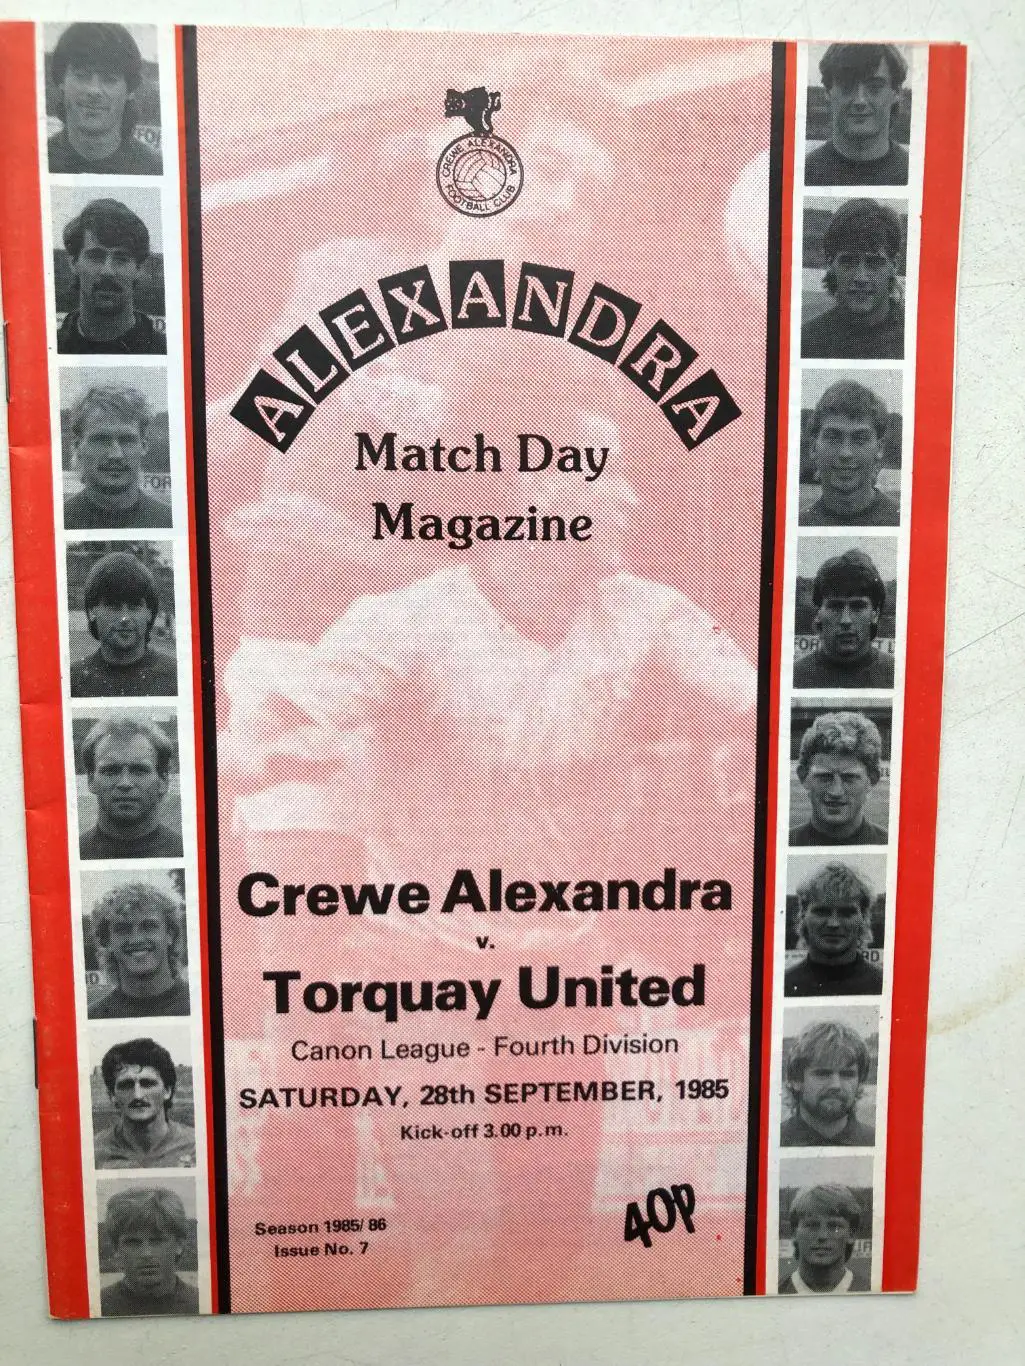 CREWE ALEXANDRA
FOOTBALL CLUB
ALEXANDRA
Match Day
Magazine
Crewe Alexandra
v.
Torquay United
Canon League - Fourth Division
SATURDAY, 28th SEPTEMBER, 1985
Kick-off 3.00 p.m.
Season 1985/86
Issue No. 7
40p